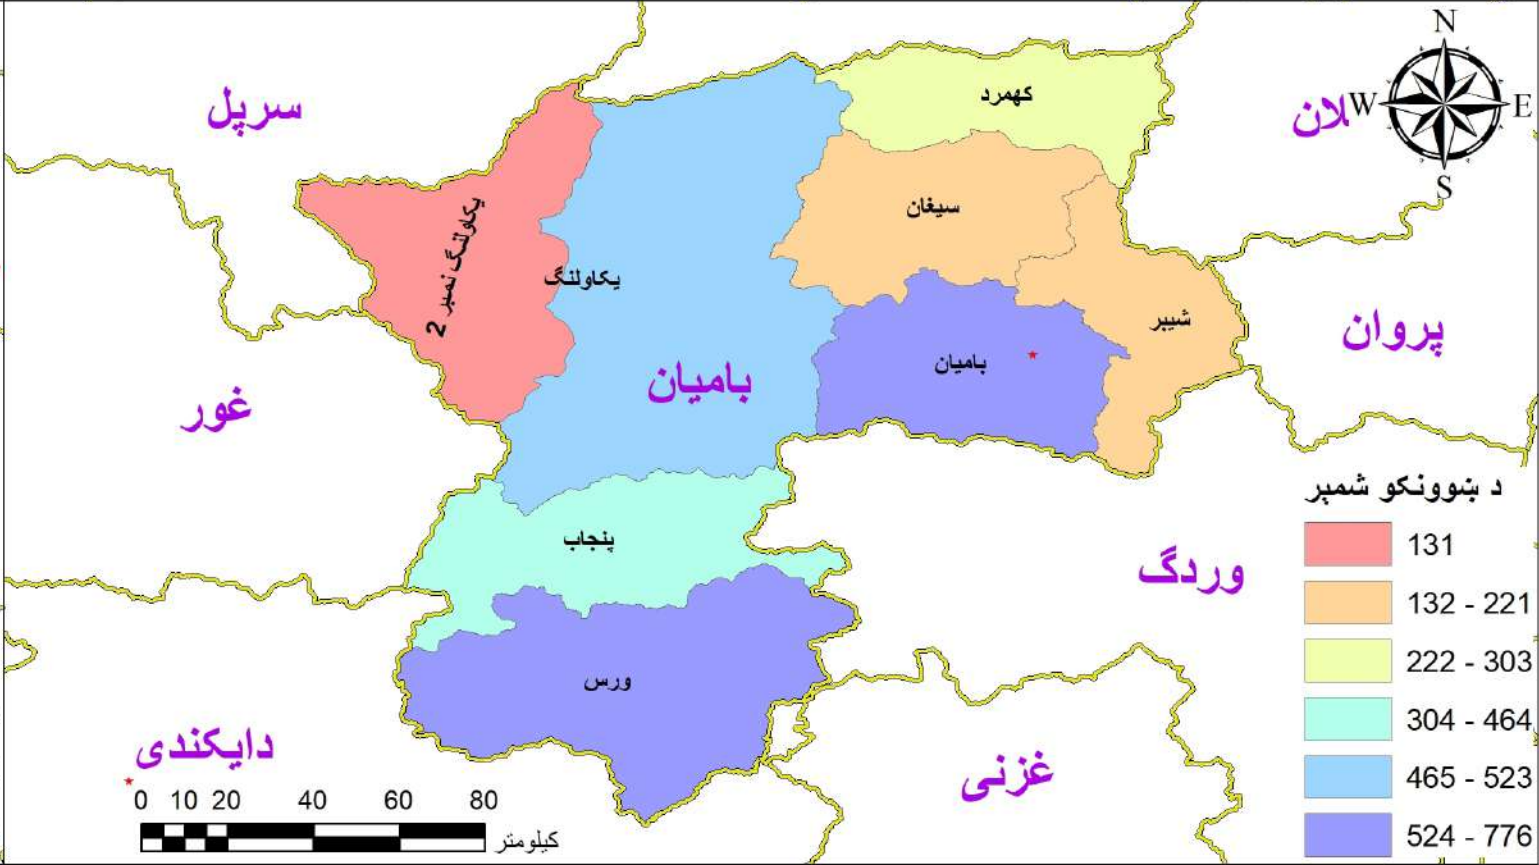 N
W
E
S
سرپل
لان
کهمرد
سیغان
یکاولنگ نمبر 2
یکاولنگ
شیبر
پروان
بامیان
بامیان
غور
پنجاب
وردگ
ورس
دایکندی
غزنی
د ښوونکو شمېر
131
132 - 221
222 - 303
304 - 464
465 - 523
524 - 776
0 10 20 40 60 80
کیلومتر